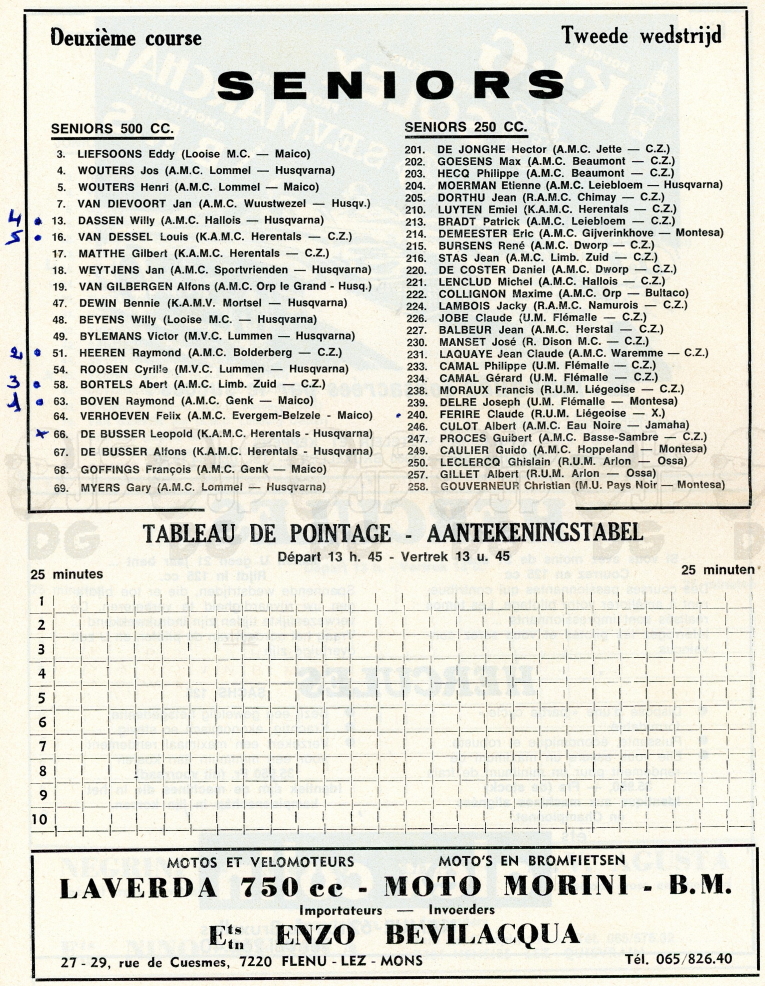 Deuxième course
Tweede wedstrijd
SENIORS
SENIORS 500 CC.
3. LIEFSOONS Eddy (Looise M.C. — Maico)
4. WOUTERS Jos (A.M.C. Lommel — Husqvarna)
5. WOUTERS Henri (A.M.C. Lommel — Maico)
7. VAN DIEVOORT Jan (A.M.C. Wuustwezel — Husqv.)
4 • 13. DASSEN Willy (A.M.C. Hallois — Husqvarna)
5 • 16. VAN DESSEL Louis (K.A.M.C. Herentals — C.Z.)
17. MATTHE Gilbert (K.A.M.C. Herentals — C.Z.)
18. WEYTJENS Jan (A.M.C. Sportvrienden — Husqvarna)
19. VAN GILBERGEN Alfons (A.M.C. Orp le Grand - Husq.)
47. DEWIN Bennie (K.A.M.V. Mortsel — Husqvarna)
48. BEYENS Willy (Looise M.C. — Husqvarna)
49. BYLEMANS Victor (M.V.C. Lummen — Husqvarna)
2 • 51. HEEREN Raymond (A.M.C. Bolderberg — C.Z.)
54. ROOSEN Cyrille (M.V.C. Lummen — Husqvarna)
3 • 58. BORTELS Abert (A.M.C. Limb. Zuid — C.Z.)
1 • 63. BOVEN Raymond (A.M.C. Genk — Maico)
64. VERHOEVEN Felix (A.M.C. Evergem-Belzele - Maico)
x 66. DE BUSSER Leopold (K.A.M.C. Herentals - Husqvarna)
67. DE BUSSER Alfons (K.A.M.C. Herentals - Husqvarna)
68. GOFFINGS François (A.M.C. Genk — Maico)
69. MYERS Gary (A.M.C. Lommel — Husqvarna)
SENIORS 250 CC.
201. DE JONGHE Hector (A.M.C. Jette — C.Z.)
202. GOESENS Max (A.M.C. Beaumont — C.Z.)
203. HECQ Philippe (A.M.C. Beaumont — C.Z.)
204. MOERMAN Etienne (A.M.C. Leiebloem — Husqvarna)
205. DORTHU Jean (R.A.M.C. Chimay — C.Z.)
210. LUYTEN Emiel (K.A.M.C. Herentals — C.Z.)
213. BRADT Patrick (A.M.C. Leiebloem — C.Z.)
214. DEMEESTER Eric (A.M.C. Gijverinkhove — Montesa)
215. BURSENS René (A.M.C. Dworp — C.Z.)
216. STAS Jean (A.M.C. Limb. Zuid — C.Z.)
220. DE COSTER Daniel (A.M.C. Dworp — C.Z.)
221. LENCLUD Michel (A.M.C. Hallois — C.Z.)
222. COLLIGNON Maxime (A.M.C. Orp — Bultaco)
224. LAMBOIS Jacky (R.A.M.C. Namurois — C.Z.)
226. JOBE Claude (U.M. Flémalle — C.Z.)
227. BALBEUR Jean (A.M.C. Herstal — C.Z.)
230. MANSET José (R. Dison M.C. — C.Z.)
231. LAQUAYE Jean Claude (A.M.C. Waremme — C.Z.)
233. CAMAL Philippe (U.M. Flémalle — C.Z.)
234. CAMAL Gérard (U.M. Flémalle — C.Z.)
238. MORAUX Francis (R.U.M. Liégeoise — C.Z.)
239. DELRE Joseph (U.M. Flémalle — Montesa)
• 240. FERIRE Claude (R.U.M. Liégeoise — X.)
246. CULOT Albert (A.M.C. Eau Noire — Jamaha)
247. PROCES Guibert (A.M.C. Basse-Sambre — C.Z.)
249. CAULIER Guido (A.M.C. Hoppeland — Montesa)
250. LECLERCQ Ghislain (R.U.M. Arlon — Ossa)
257. GILLET Albert (R.U.M. Arlon — Ossa)
258. GOUVERNEUR Christian (M.U. Pays Noir — Montesa)
TABLEAU DE POINTAGE - AANTEKENINGSTABEL
Départ 13 h. 45 - Vertrek 13 u. 45
25 minutes
25 minuten
1
2
3
4
5
6
7
8
9
10
MOTOS ET VELOMOTEURS
MOTO'S EN BROMFIETSEN
LAVERDA 750 cc - MOTO MORINI - B.M.
Importateurs — Invoerders
Ets tn ENZO BEVILACQUA
27 - 29, rue de Cuesmes, 7220 FLENU - LEZ - MONS
Tél. 065/826.40